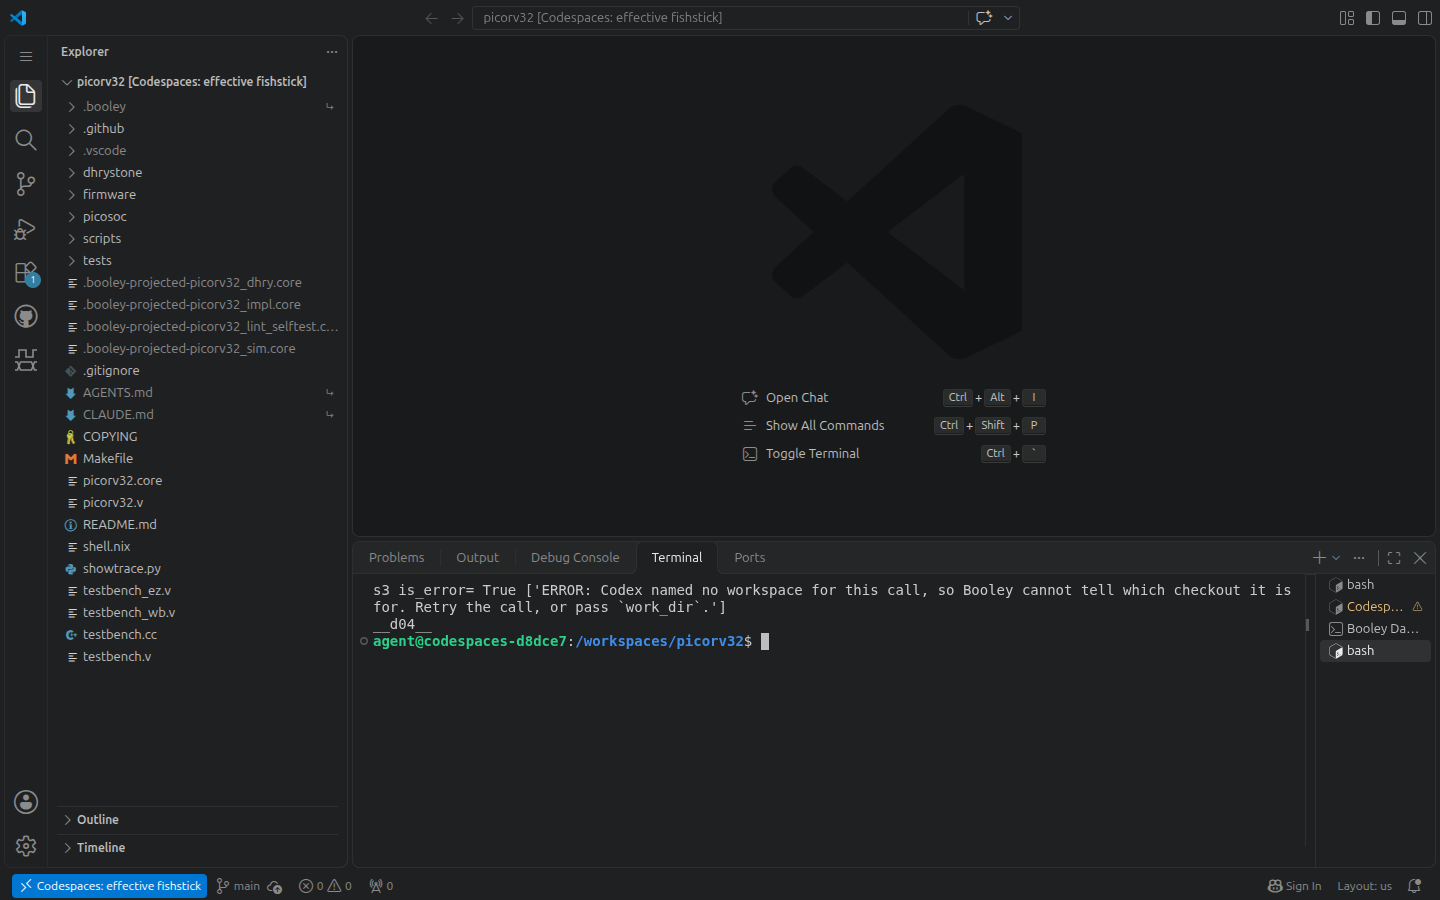 picorv32 [Codespaces: effective fishstick]
Explorer
picorv32 [Codespaces: effective fishstick]
.booley
.github
.vscode
dhrystone
firmware
picosoc
scripts
tests
.booley-projected-picorv32_dhry.core
.booley-projected-picorv32_impl.core
.booley-projected-picorv32_lint_selftest.c...
.booley-projected-picorv32_sim.core
.gitignore
AGENTS.md
CLAUDE.md
COPYING
Makefile
picorv32.core
picorv32.v
README.md
shell.nix
showtrace.py
testbench_ez.v
testbench_wb.v
testbench.cc
testbench.v
Outline
Timeline
1
Open Chat Ctrl + Alt + I
Show All Commands Ctrl + Shift + P
Toggle Terminal Ctrl + `
Problems Output Debug Console Terminal Ports
s3 is_error= True ['ERROR: Codex named no workspace for this call, so Booley cannot tell which checkout it is
for. Retry the call, or pass `work_dir`.']
__d04__
agent@codespaces-d8dce7:/workspaces/picorv32$
bash
Codesp...
Booley Da...
bash
Codespaces: effective fishstick main 0 0 0 Sign In Layout: us